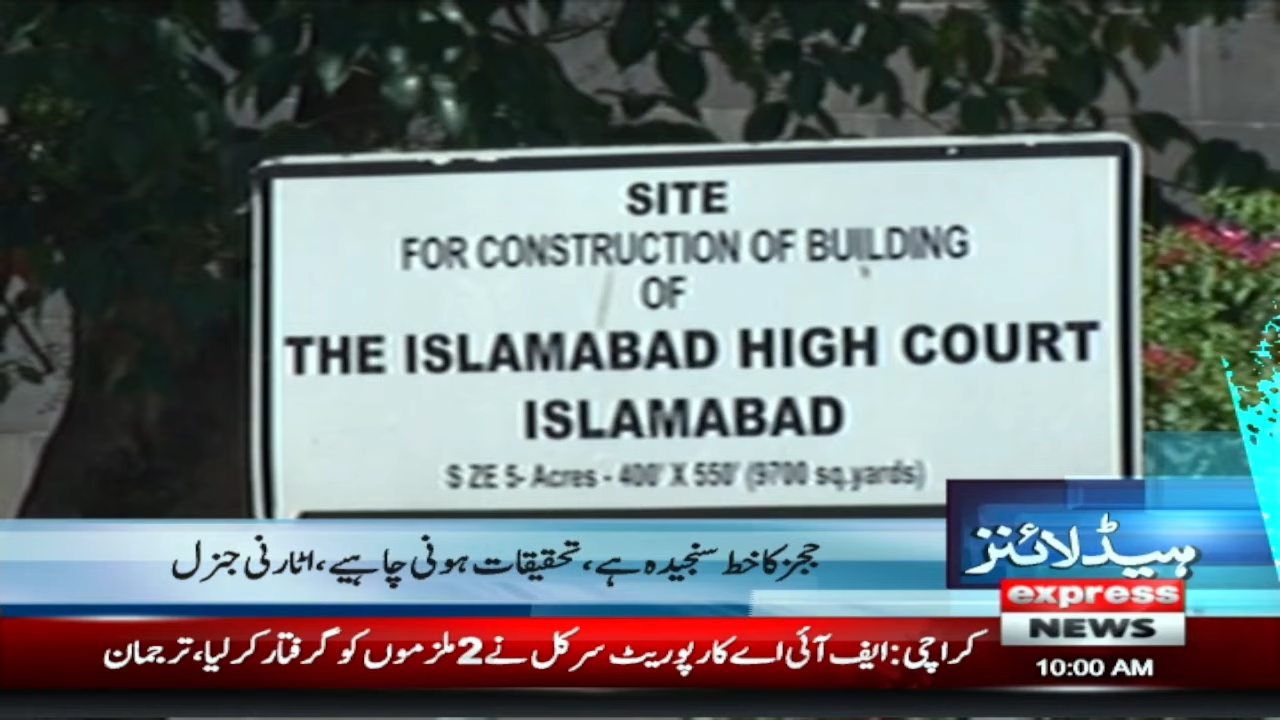 SITE
FOR CONSTRUCTION OF BUILDING
OF
THE ISLAMABAD HIGH COURT
ISLAMABAD
S ZE 5- Acres - 400' X 550' (9700 sq.yards)
ججز کا خط سنجیدہ ہے، تحقیقات ہونی چاہیے، اٹارنی جنرل
ہیڈلائنز
express
NEWS
کراچی: ایف آئی اے کارپوریٹ سرکل نے 2 ملزموں کو گرفتار کر لیا، ترجمان
10:00 AM